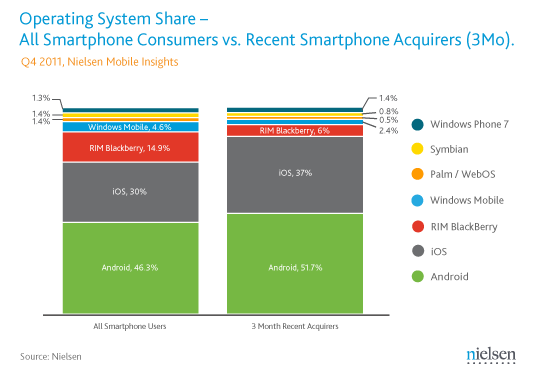 Operating System Share –
All Smartphone Consumers vs. Recent Smartphone Acquirers (3Mo).
Q4 2011, Nielsen Mobile Insights
1.3%
1.4%
1.4%
Windows Mobile, 4.6%
RIM Blackberry, 14.9%
iOS, 30%
Android, 46.3%
All Smartphone Users
1.4%
0.8%
0.5%
2.4%
RIM Blackberry, 6%
iOS, 37%
Android, 51.7%
3 Month Recent Acquirers
Windows Phone 7
Symbian
Palm / WebOS
Windows Mobile
RIM BlackBerry
iOS
Android
Source: Nielsen
nielsen